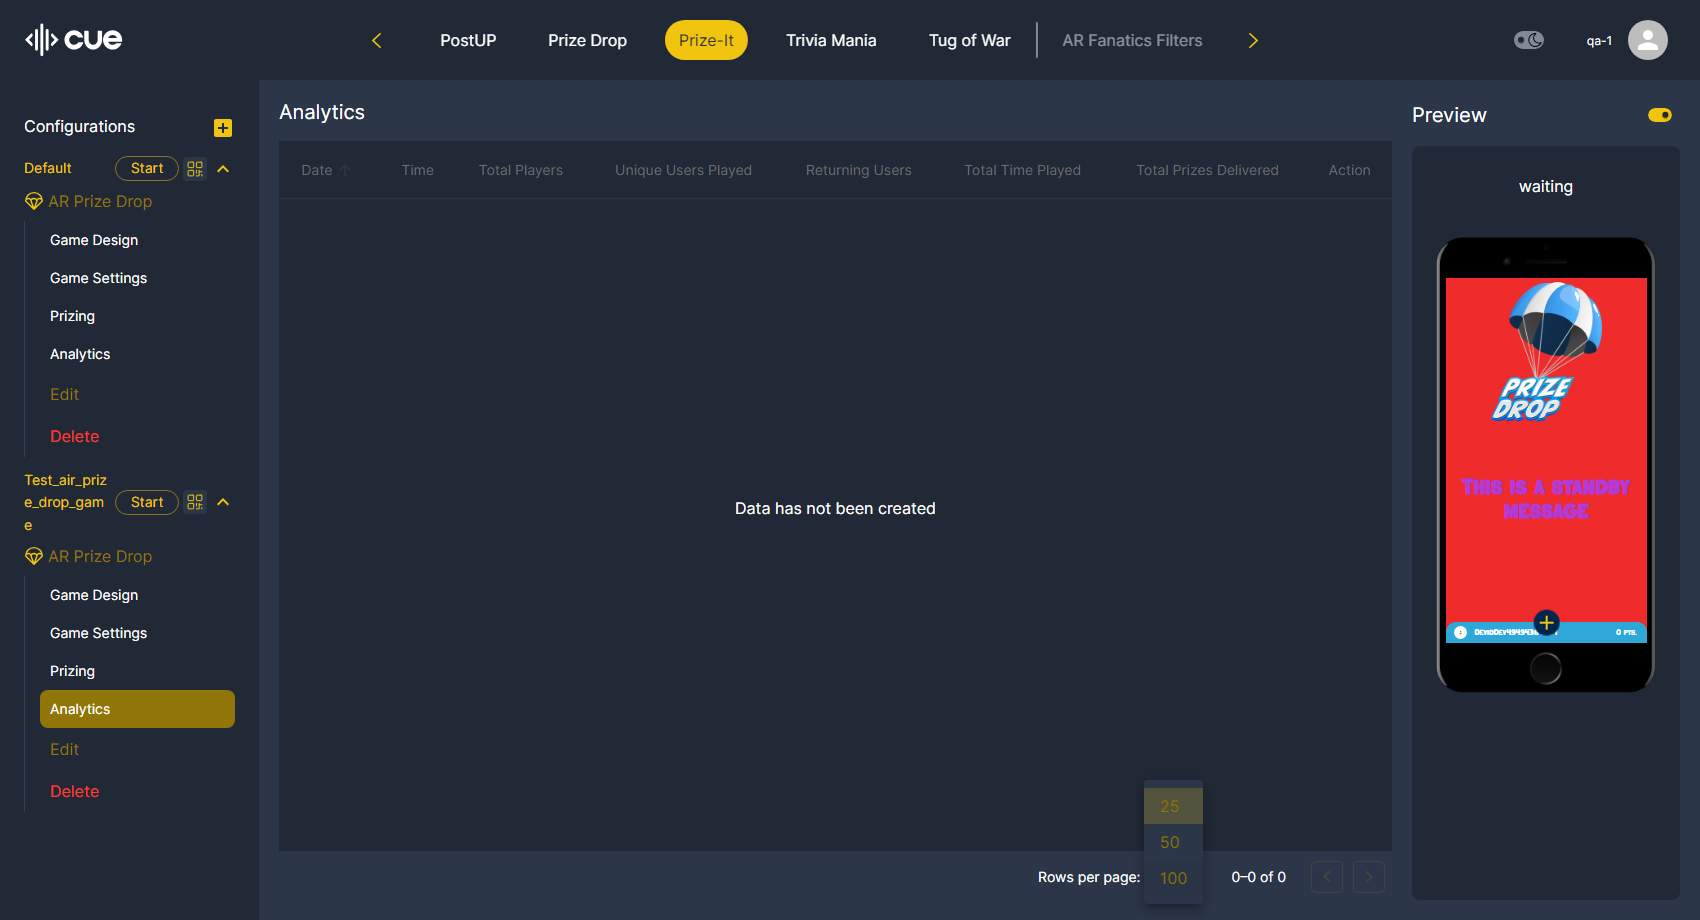 cue
PostUP
Prize Drop
Prize-It
Trivia Mania
Tug of War
AR Fanatics Filters
qa-1
Configurations
Default
Start
AR Prize Drop
Game Design
Game Settings
Prizing
Analytics
Edit
Delete
Test_air_priz
e_drop_gam
e
Start
AR Prize Drop
Game Design
Game Settings
Prizing
Analytics
Edit
Delete
Analytics
Date
Time
Total Players
Unique Users Played
Returning Users
Total Time Played
Total Prizes Delivered
Action
Data has not been created
25
50
100
Rows per page:
0–0 of 0
Preview
waiting
PRIZE
DROP
THIS IS A STANDBY
MESSAGE
0 PTS.